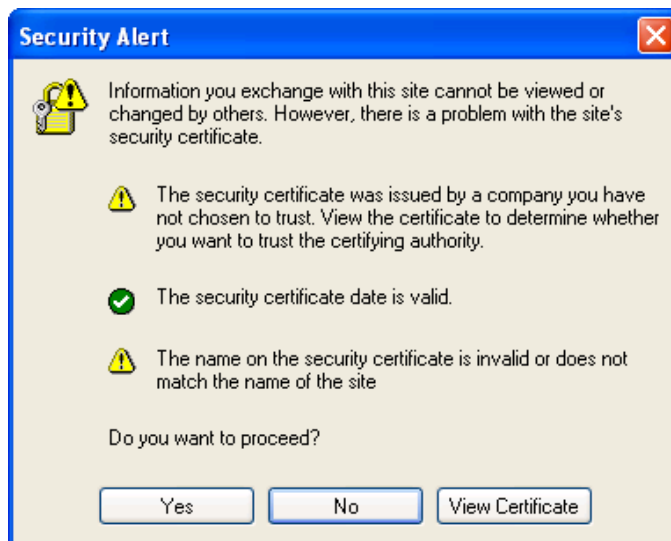 Security Alert
Information you exchange with this site cannot be viewed or
changed by others. However, there is a problem with the site's
security certificate.
The security certificate was issued by a company you have
not chosen to trust. View the certificate to determine whether
you want to trust the certifying authority.
The security certificate date is valid.
The name on the security certificate is invalid or does not
match the name of the site
Do you want to proceed?
Yes
No
View Certificate